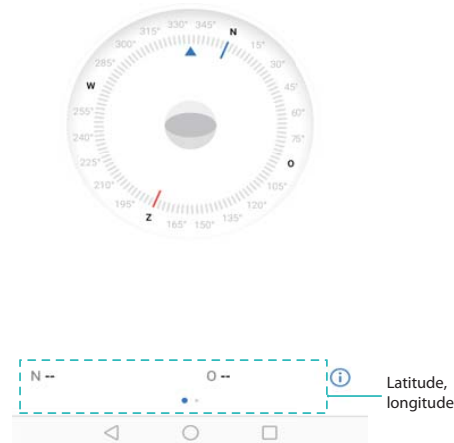 330° 345°
315° N 15°
300° 30°
285° 45°
W 60°
255° 75°
240° O
225° 105°
210° 120°
195° Z 165° 150° 135°
N -- O --
Latitude,
longitude